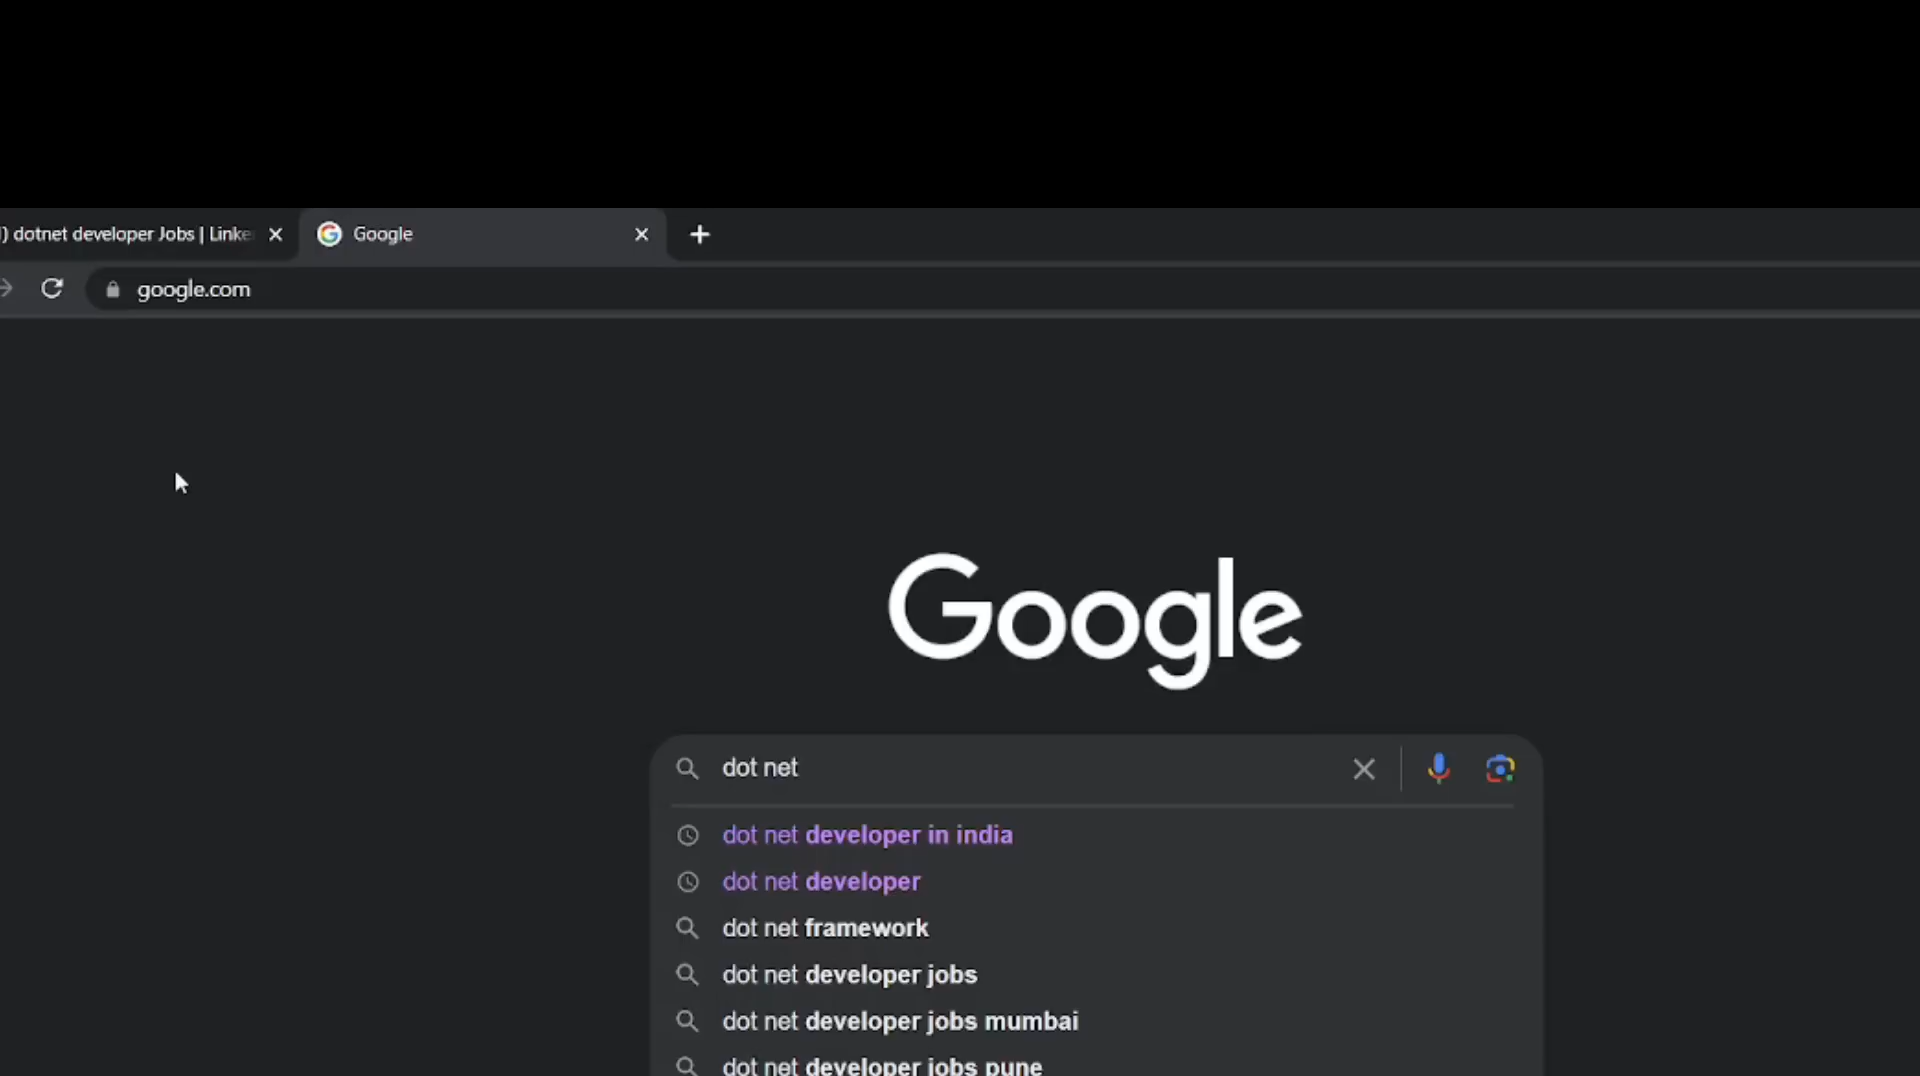 ) dotnet developer Jobs | Linke
Google
google.com
Google
dot net
dot net developer in india
dot net developer
dot net framework
dot net developer jobs
dot net developer jobs mumbai
dot net developer jobs pune